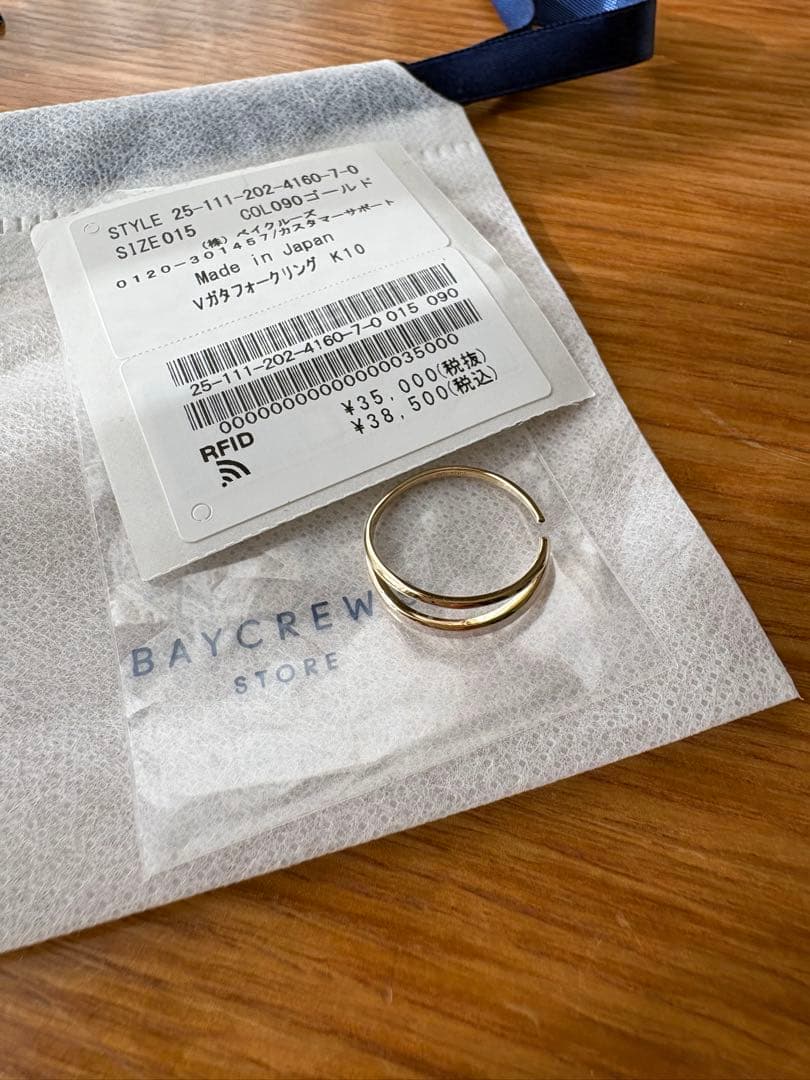 STYLE 25-111-202-4160-7-0
SIZE015 COL090ゴールド
(株) ベイクルーズ
0120-301457/カスタマーサポート
Made in Japan
Vガタフォークリング K10
25-111-202-4160-7-0 015 090
00000000000000035000
¥35,000(税抜)
¥38,500(税込)
RFID
BAYCREW'S
STORE